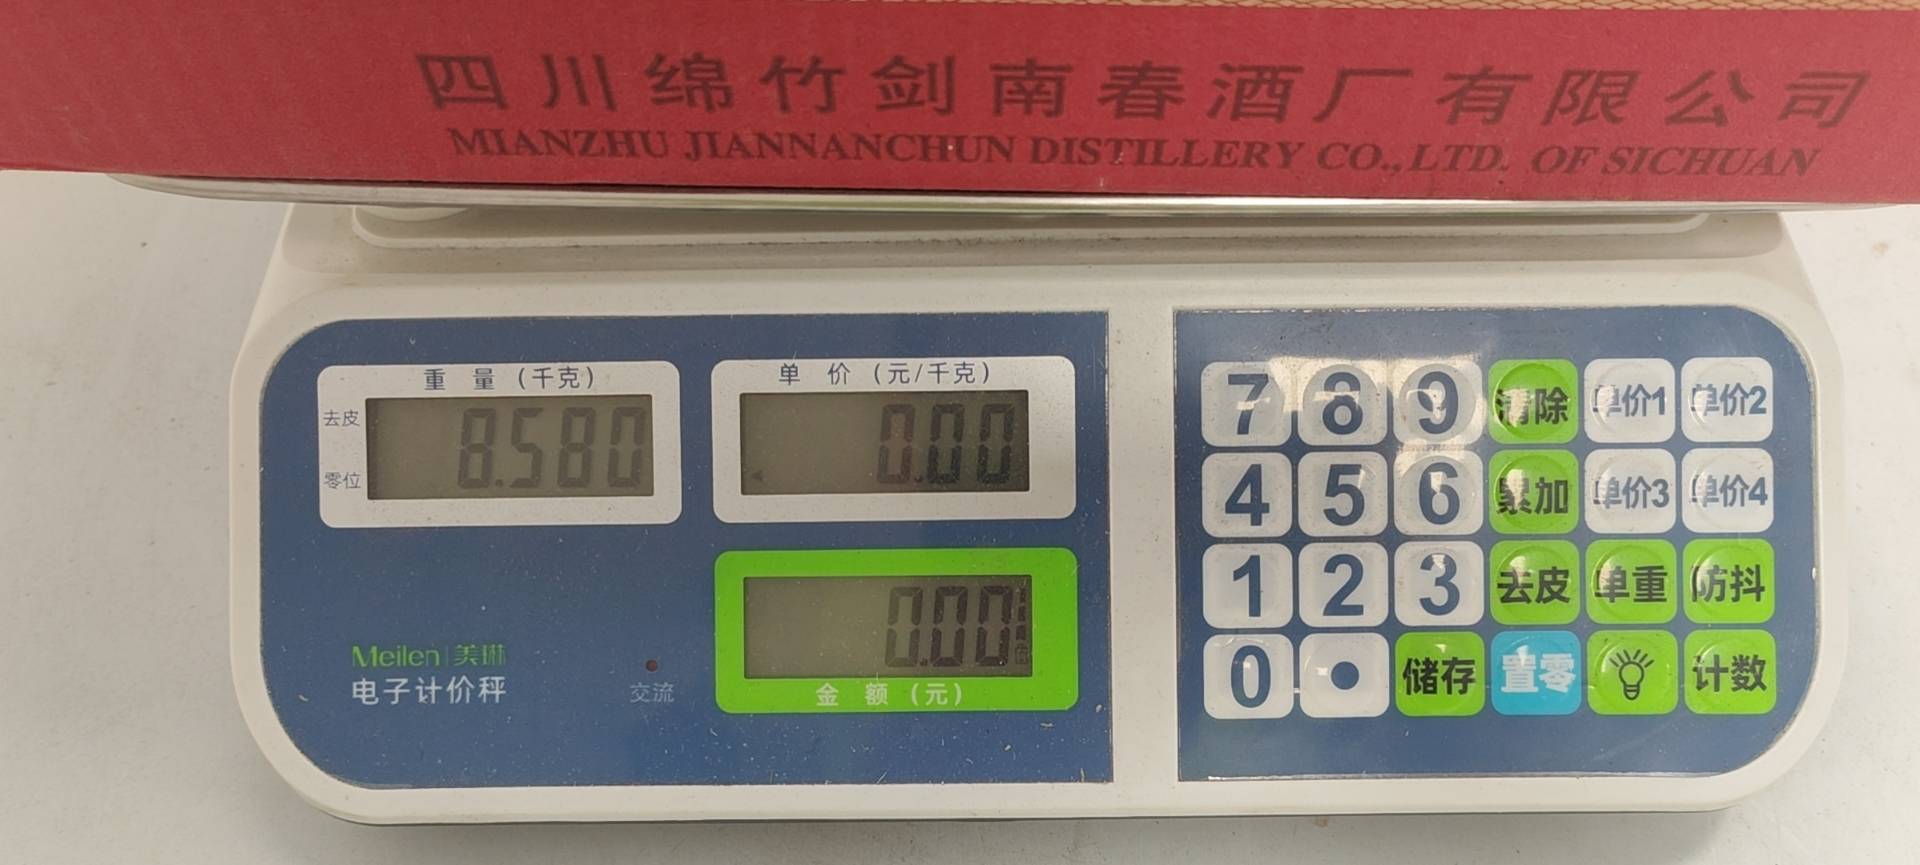 四川绵竹剑南春酒厂有限公司
MIANZHU JIANNANCHUN DISTILLERY CO.,LTD. OF SICHUAN
重 量 (千克)
去皮
零位
8.580
单 价 (元/千克)
0.00
0.00
金 额 (元)
Meilen 美琳
电子计价秤
交流
7 8 9 清除 单价1 单价2
4 5 6 累加 单价3 单价4
1 2 3 去皮 单重 防抖
0 • 储存 置零 计数